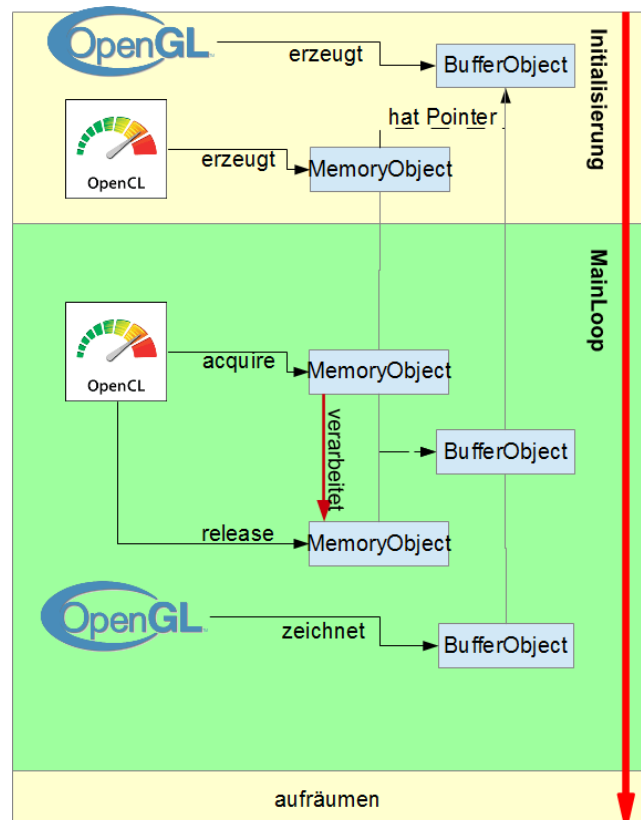 OpenGL
erzeugt
BufferObject
Initialisierung
hat Pointer
OpenCL
erzeugt
MemoryObject
MainLoop
OpenCL
acquire
MemoryObject
verarbeitet
BufferObject
release
MemoryObject
OpenGL
zeichnet
BufferObject
aufräumen